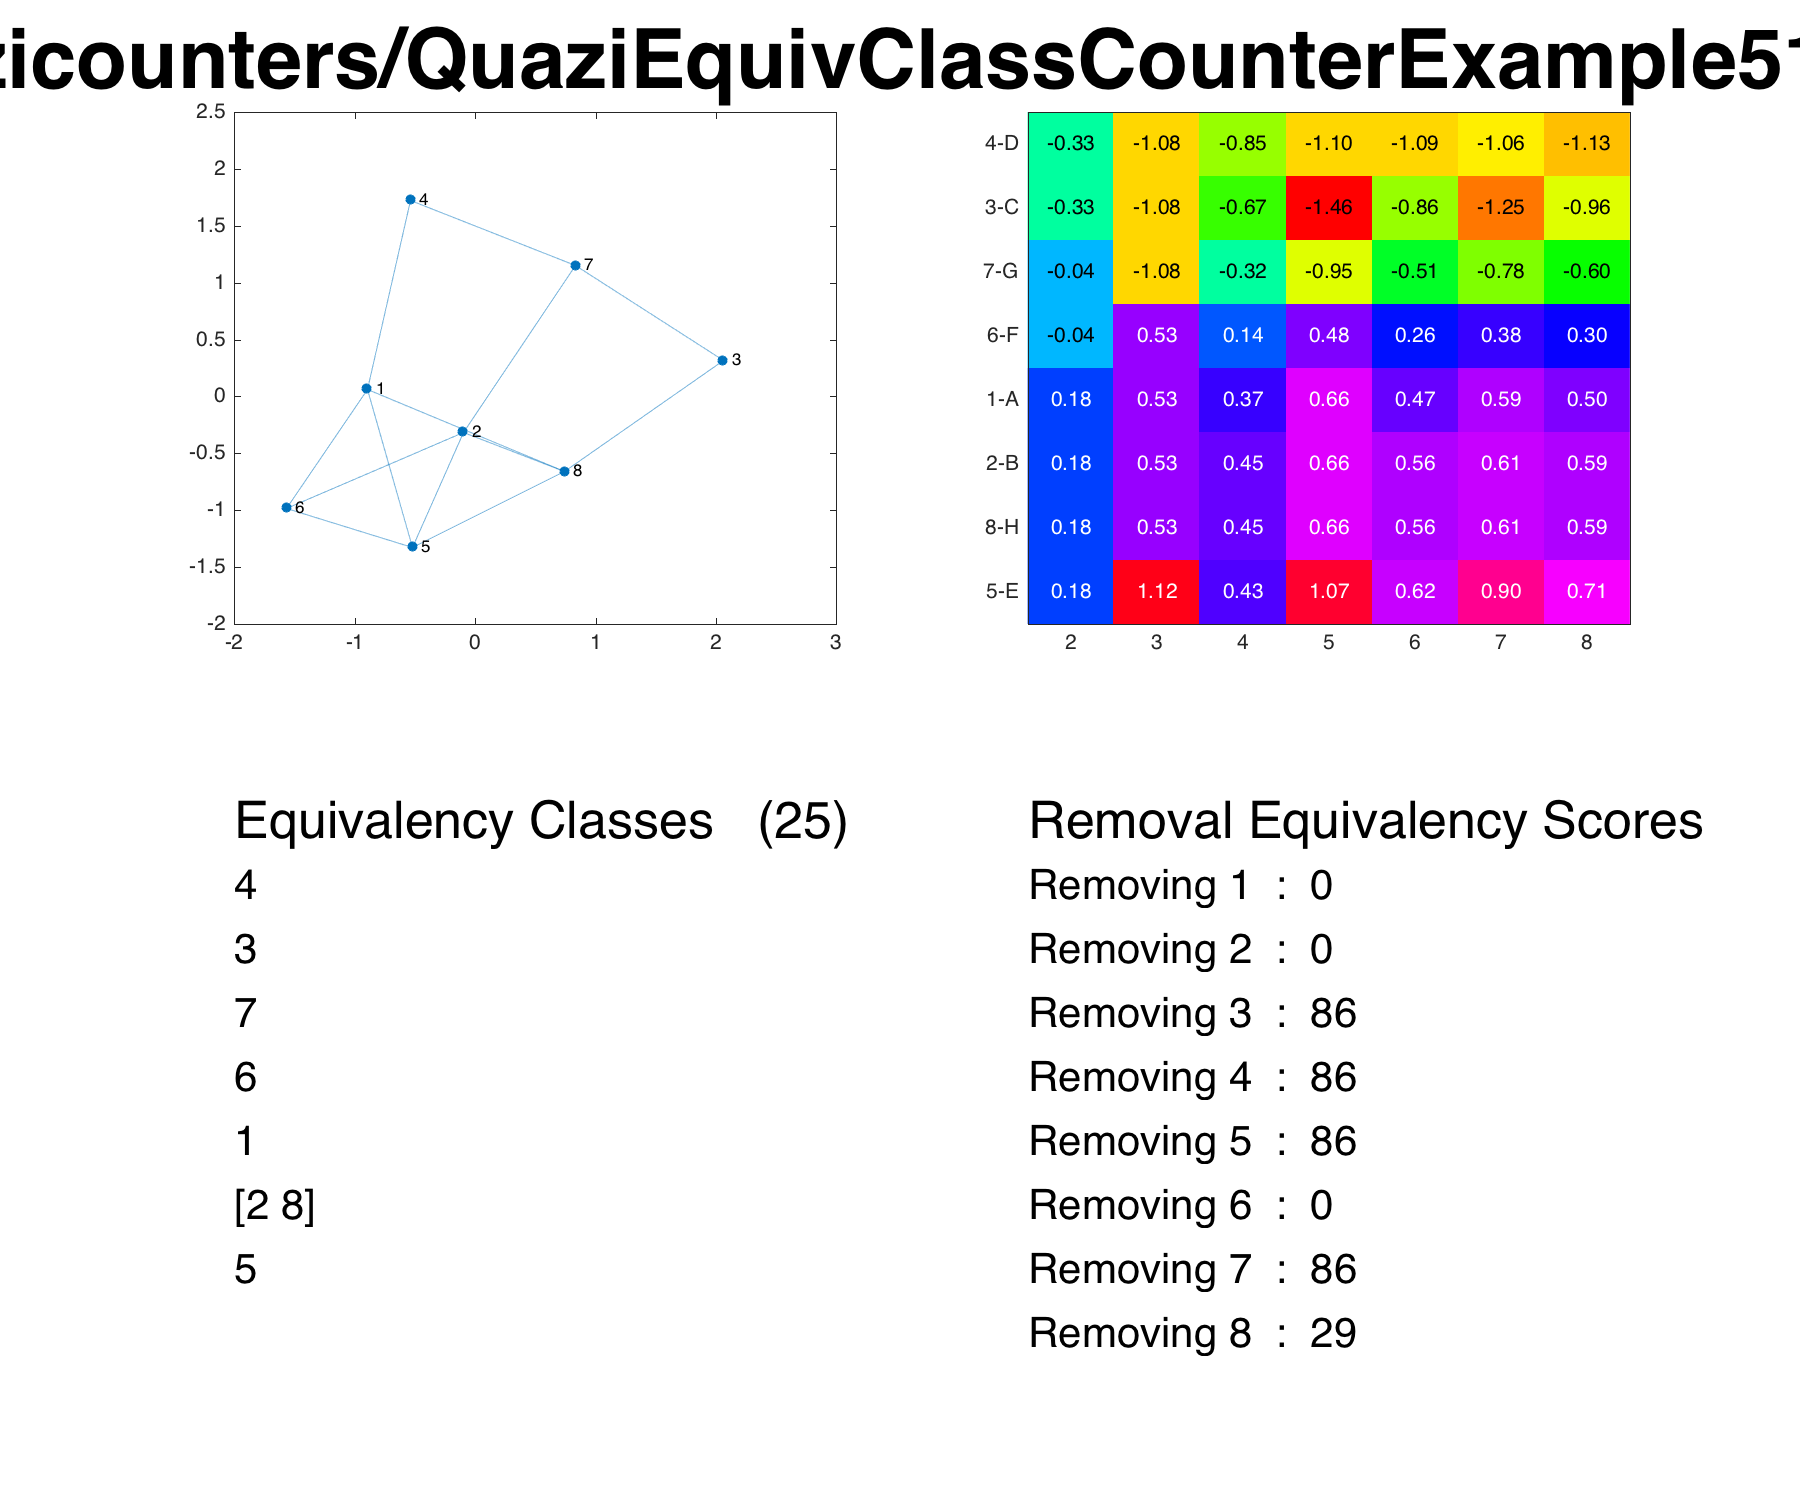 zicounters/QuaziEquivClassCounterExample51
2.5
2
1.5
1
0.5
0
-0.5
-1
-1.5
-2
-2 -1 0 1 2 3
4
7
3
1
2
8
6
5
4-D -0.33 -1.08 -0.85 -1.10 -1.09 -1.06 -1.13
3-C -0.33 -1.08 -0.67 -1.46 -0.86 -1.25 -0.96
7-G -0.04 -1.08 -0.32 -0.95 -0.51 -0.78 -0.60
6-F -0.04 0.53 0.14 0.48 0.26 0.38 0.30
1-A 0.18 0.53 0.37 0.66 0.47 0.59 0.50
2-B 0.18 0.53 0.45 0.66 0.56 0.61 0.59
8-H 0.18 0.53 0.45 0.66 0.56 0.61 0.59
5-E 0.18 1.12 0.43 1.07 0.62 0.90 0.71
2 3 4 5 6 7 8
Equivalency Classes (25)
4
3
7
6
1
[2 8]
5
Removal Equivalency Scores
Removing 1 : 0
Removing 2 : 0
Removing 3 : 86
Removing 4 : 86
Removing 5 : 86
Removing 6 : 0
Removing 7 : 86
Removing 8 : 29